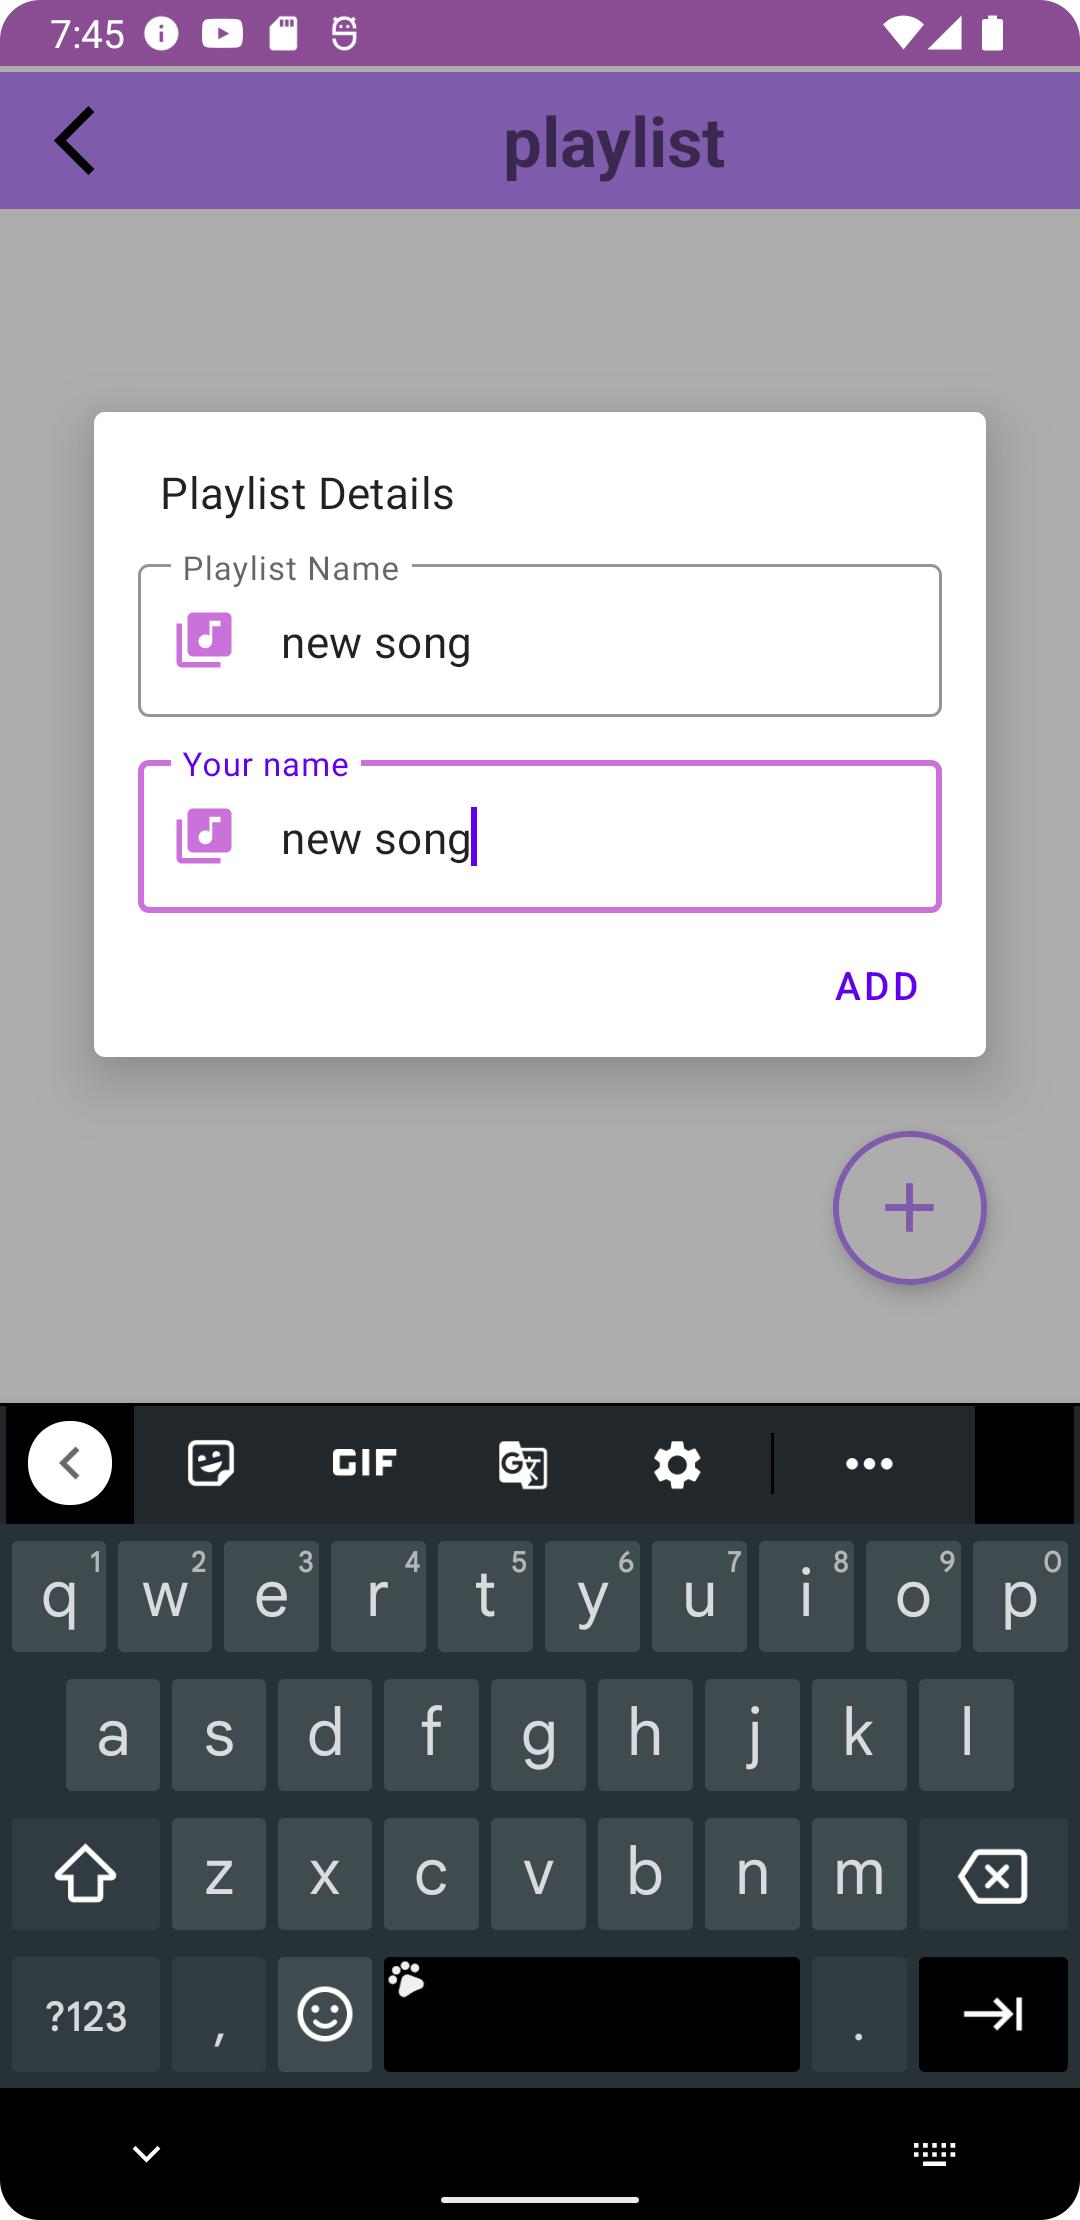 7:45
playlist
Playlist Details
Playlist Name
new song
Your name
new song
ADD
GIF
G
q 1 w 2 e 3 r 4 t 5 y 6 u 7 i 8 o 9 p 0
a s d f g h j k l
z x c v b n m
?123 , .